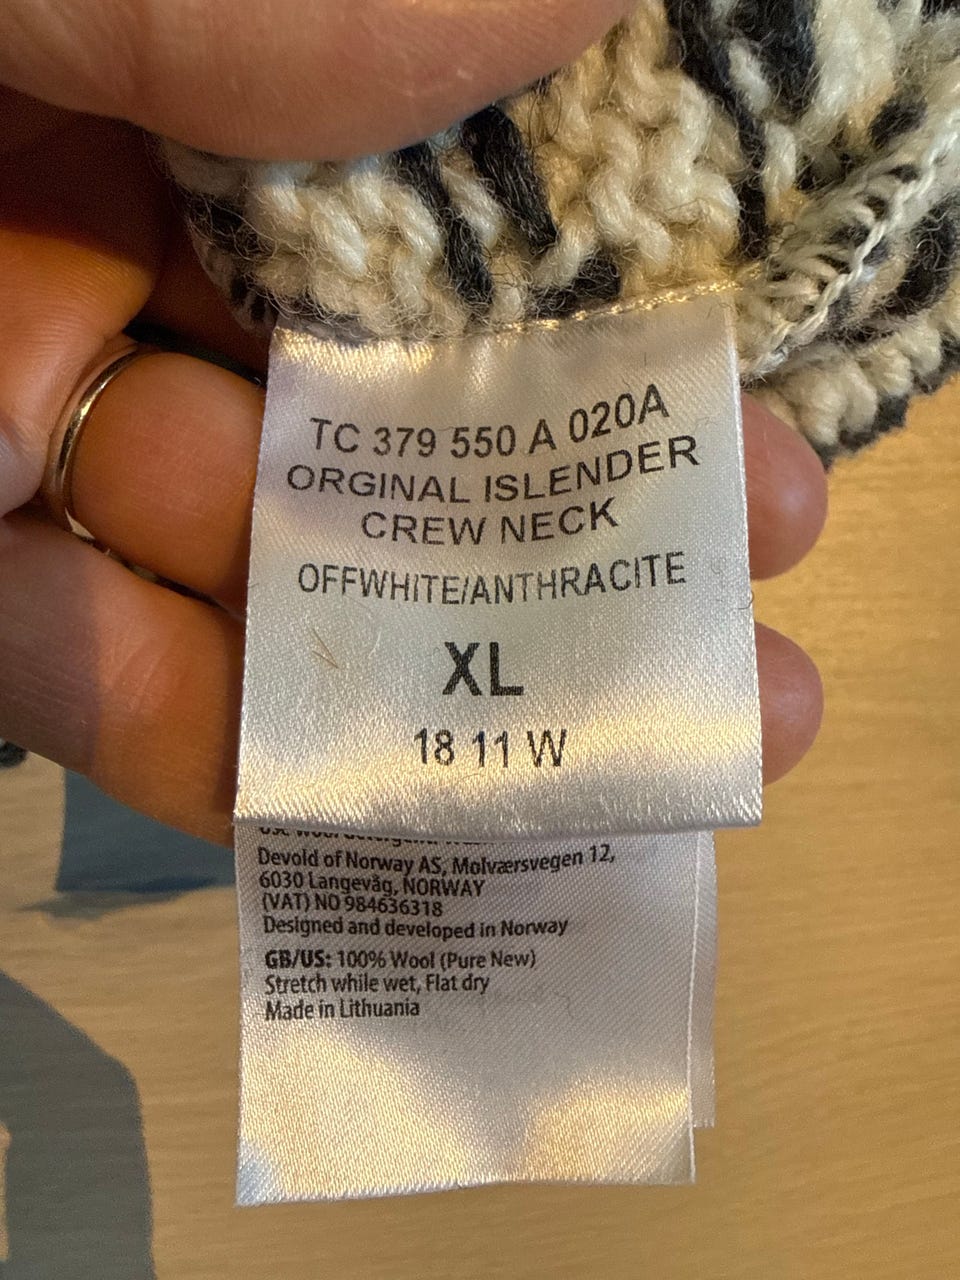 TC 379 550 A 020A
ORGINAL ISLENDER
CREW NECK
OFFWHITE/ANTHRACITE
XL
18 11 W
Devold of Norway AS, Molværsvegen 12,
6030 Langevåg, NORWAY
(VAT) NO 984636318
Designed and developed in Norway
GB/US: 100% Wool (Pure New)
Stretch while wet, Flat dry
Made in Lithuania